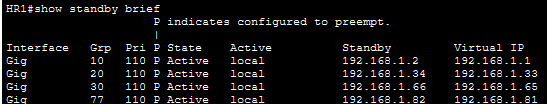 HR1#show standby brief
P indicates configured to preempt.
|
Interface Grp Pri P State Active Standby Virtual IP
Gig 10 110 P Active local 192.168.1.2 192.168.1.1
Gig 20 110 P Active local 192.168.1.34 192.168.1.33
Gig 30 110 P Active local 192.168.1.66 192.168.1.65
Gig 77 110 P Active local 192.168.1.82 192.168.1.81